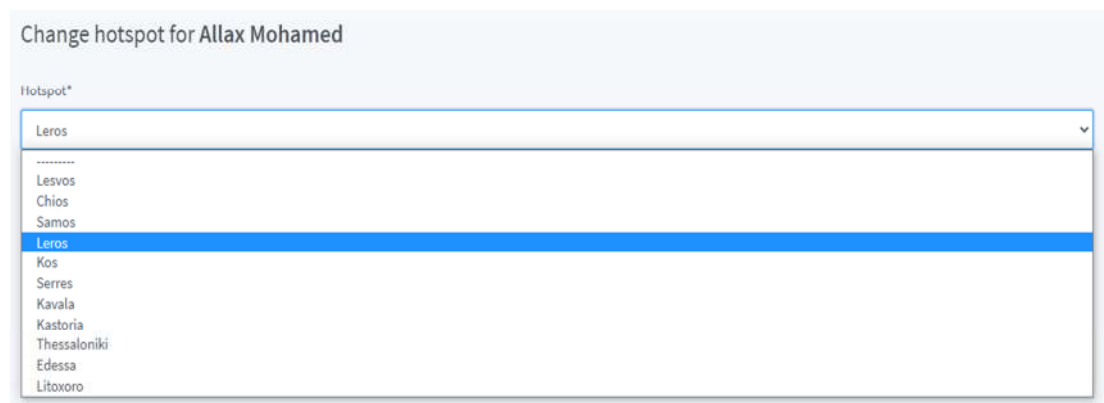 Change hotspot for Allax Mohamed
Hotspot*
Leros
---------
Lesvos
Chios
Samos
Leros
Kos
Serres
Kavala
Kastoria
Thessaloniki
Edessa
Litoxoro